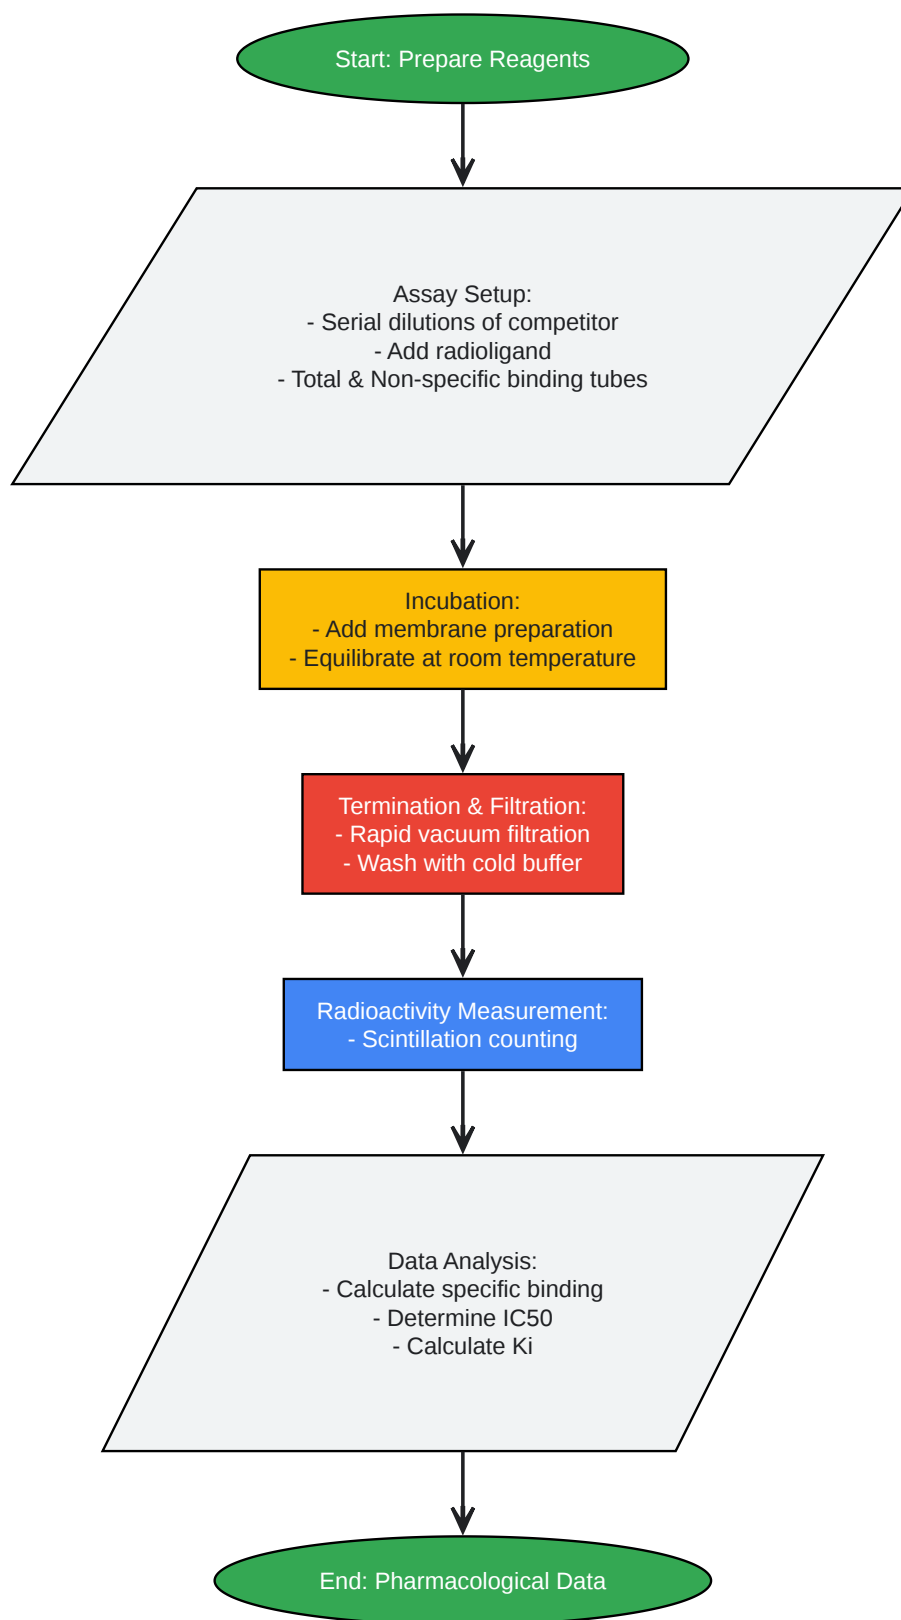 Start: Prepare Reagents
Assay Setup:
- Serial dilutions of competitor
- Add radioligand
- Total & Non-specific binding tubes
Incubation:
- Add membrane preparation
- Equilibrate at room temperature
Termination & Filtration:
- Rapid vacuum filtration
- Wash with cold buffer
Radioactivity Measurement:
- Scintillation counting
Data Analysis:
- Calculate specific binding
- Determine IC50
- Calculate Ki
End: Pharmacological Data